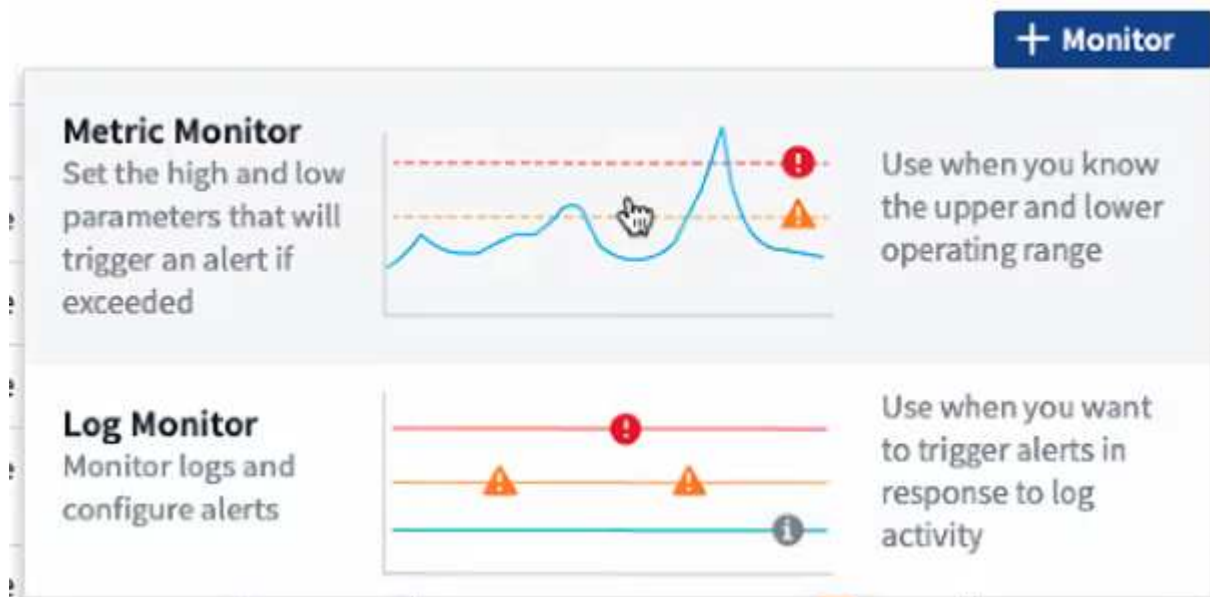 + Monitor
Metric Monitor
Set the high and low
parameters that will
trigger an alert if
exceeded
Use when you know
the upper and lower
operating range
Log Monitor
Monitor logs and
configure alerts
Use when you want
to trigger alerts in
response to log
activity